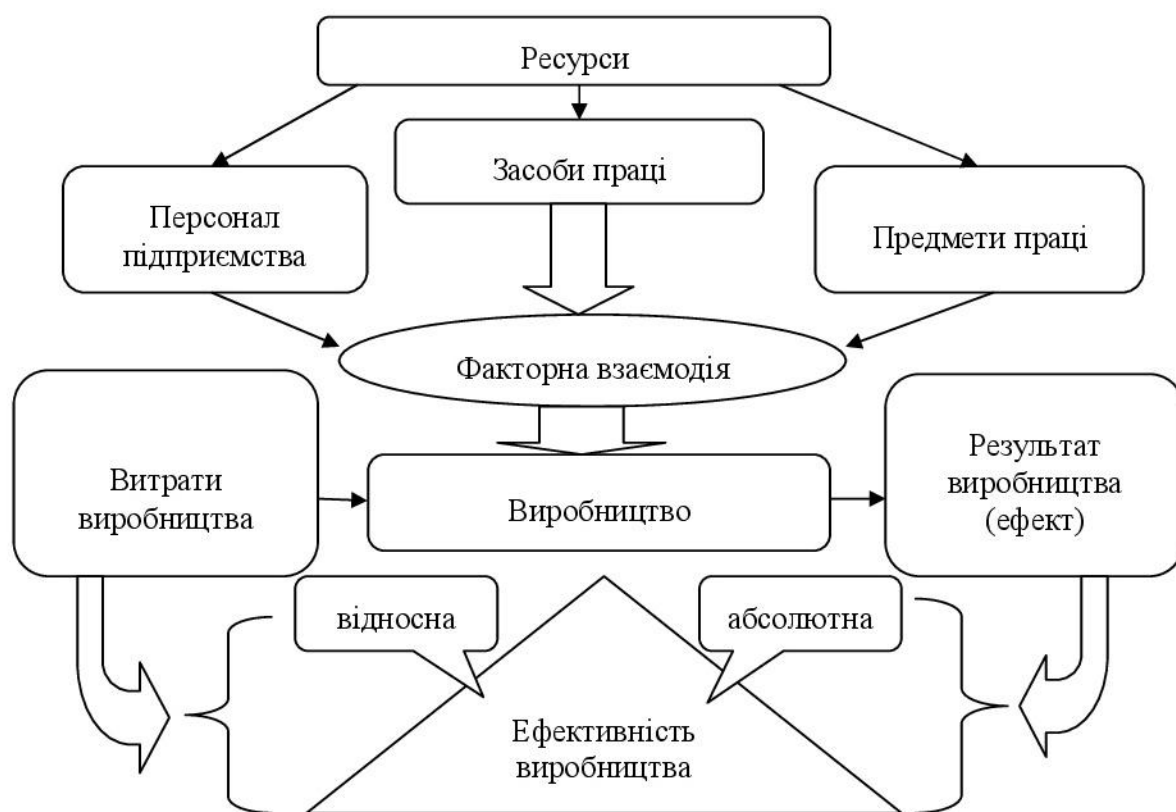 Ресурси
Засоби праці
Персонал
підприємства
Предмети праці
Факторна взаємодія
Витрати
виробництва
Виробництво
Результат
виробництва
(ефект)
відносна
абсолютна
Ефективність
виробництва